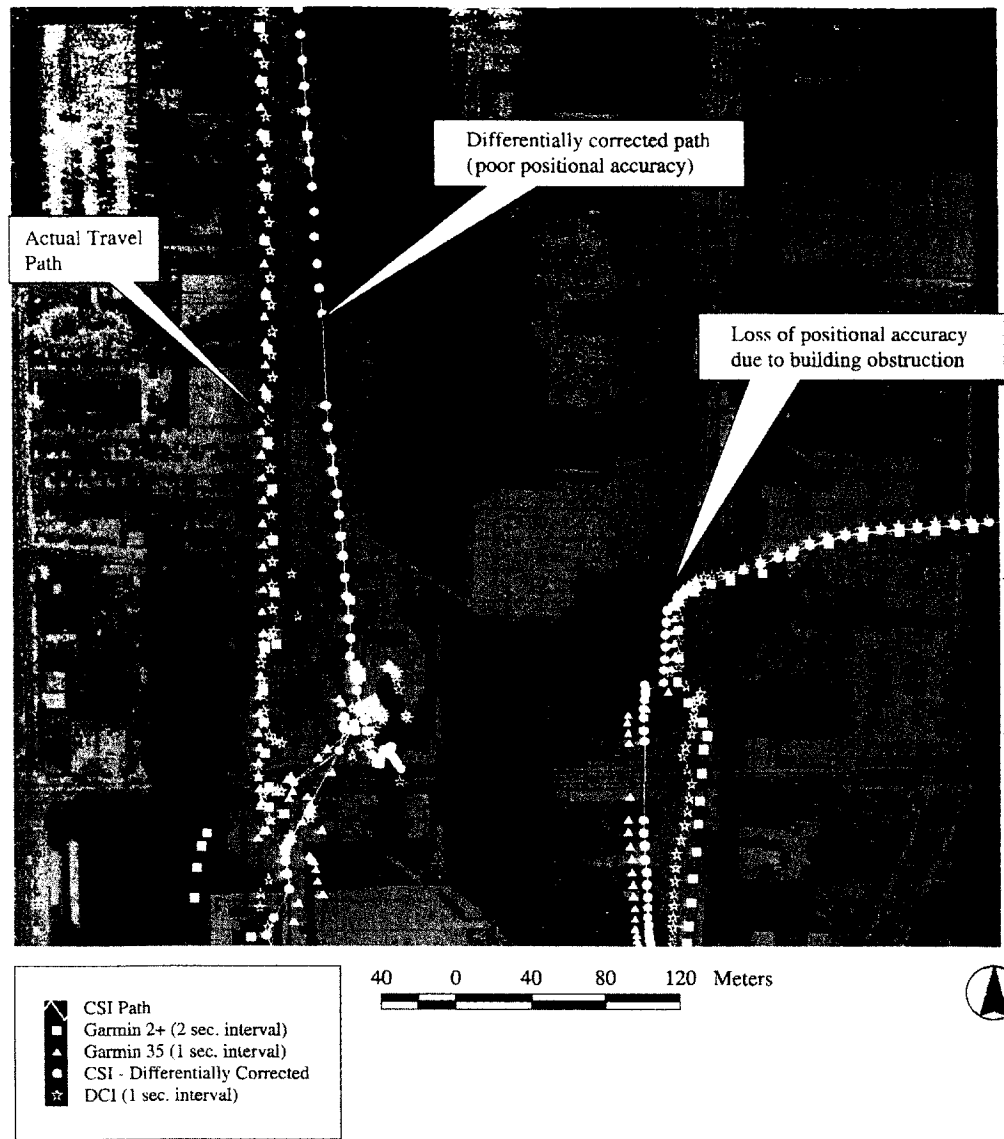 Differentially corrected path
(poor positional accuracy)
Actual Travel
Path
Loss of positional accuracy
due to building obstruction
40 0 40 80 120 Meters
CSI Path
Garmin 2+ (2 sec. interval)
Garmin 35 (1 sec. interval)
CSI - Differentially Corrected
DCI (1 sec. interval)